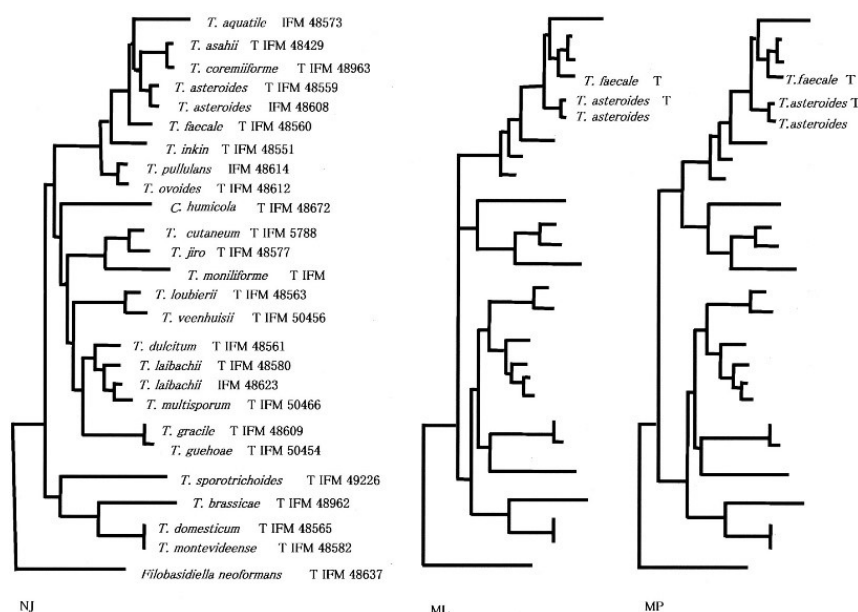 T. aquatile IFM 48573
T. asahii T IFM 48429
T. coremiiforme T IFM 48963
T. asteroides T IFM 48559
T. asteroides IFM 48608
T. faecale T IFM 48560
T. inkin T IFM 48551
T. pullulans IFM 48614
T. ovoides T IFM 48612
C. humicola T IFM 48672
T. cutaneum T IFM 5788
T. jiro T IFM 48577
T. moniliforme T IFM
T. loubierii T IFM 48563
T. veenhuisii T IFM 50456
T. dulcitum T IFM 48561
T. laibachii T IFM 48580
T. laibachii IFM 48623
T. multisporum T IFM 50466
T. gracile T IFM 48609
T. guehoae T IFM 50454
T. sporotrichoides T IFM 49226
T. brassicae T IFM 48962
T. domesticum T IFM 48565
T. montevideense T IFM 48582
Filobasidiella neoformans T IFM 48637
NJ
T. faecale T
T. asteroides T
T. asteroides
ML
T.faecale T
T.asteroides T
T.asteroides
MP